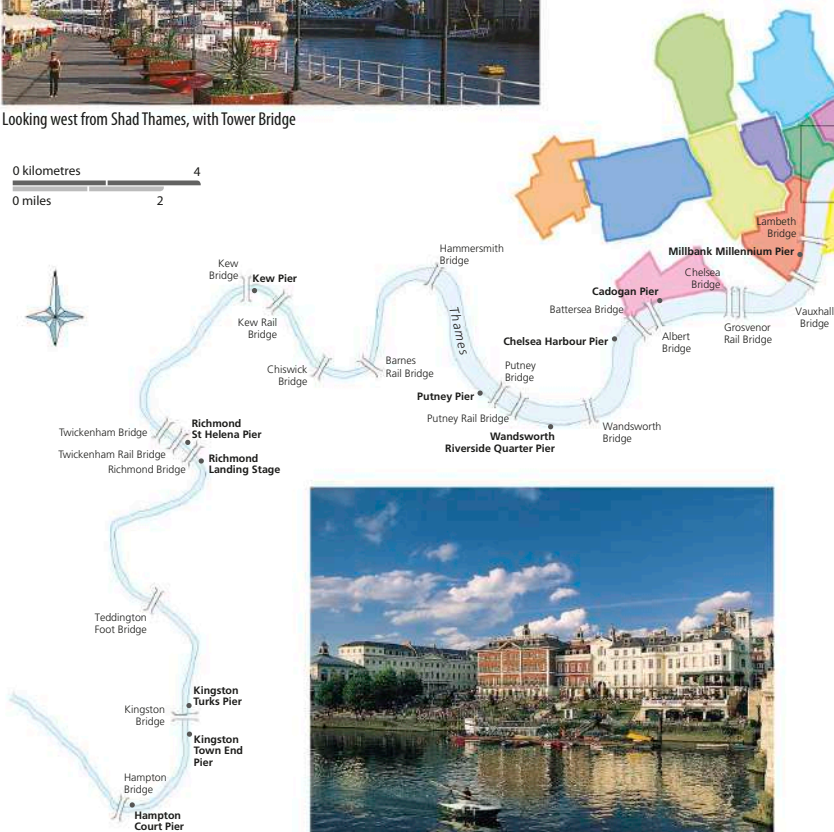 Looking west from Shad Thames, with Tower Bridge
0 kilometres 4
0 miles 2
Lambeth
Bridge
Millbank Millennium Pier
Hammersmith
Bridge
Kew
Bridge
Kew Pier
Chelsea
Bridge
Cadogan Pier
Battersea Bridge
Vauxhall
Bridge
Kew Rail
Bridge
Thames
Grosvenor
Rail Bridge
Albert
Bridge
Chelsea Harbour Pier
Chiswick
Bridge
Barnes
Rail Bridge
Putney
Bridge
Putney Pier
Putney Rail Bridge
Wandsworth
Bridge
Wandsworth
Riverside Quarter Pier
Twickenham Bridge
Richmond
St Helena Pier
Twickenham Rail Bridge
Richmond Bridge
Richmond
Landing Stage
Teddington
Foot Bridge
Kingston
Turks Pier
Kingston
Bridge
Kingston
Town End
Pier
Hampton
Bridge
Hampton
Court Pier